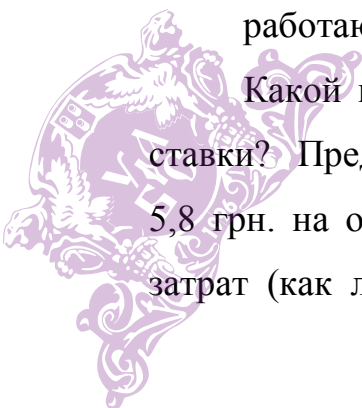 работаю
Какой
ставки? Пред
5,8 грн. на о
затрат (как л